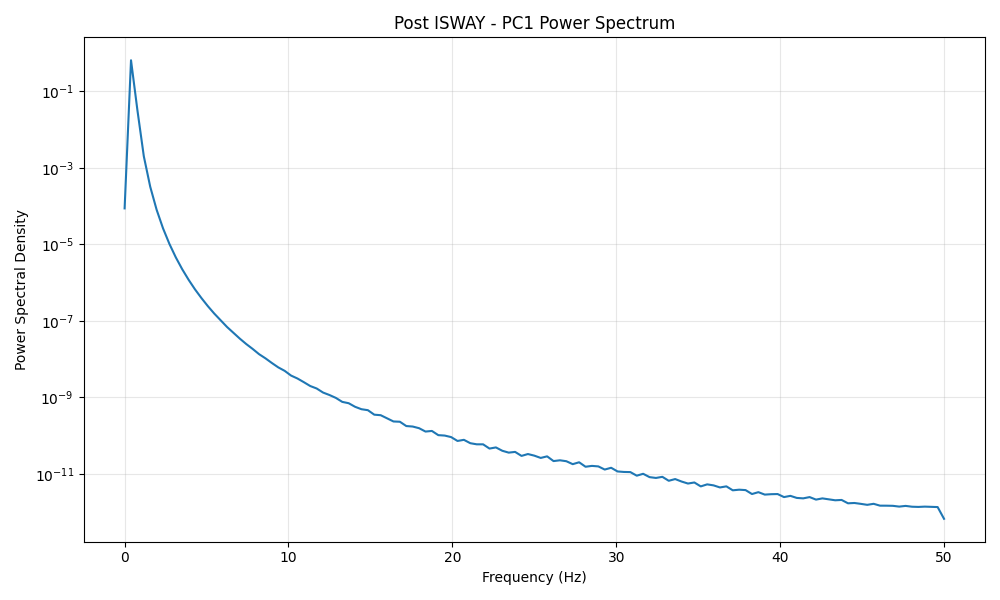 Post ISWAY - PC1 Power Spectrum
Power Spectral Density
10⁻¹
10⁻³
10⁻⁵
10⁻⁷
10⁻⁹
10⁻¹¹
0 10 20 30 40 50
Frequency (Hz)